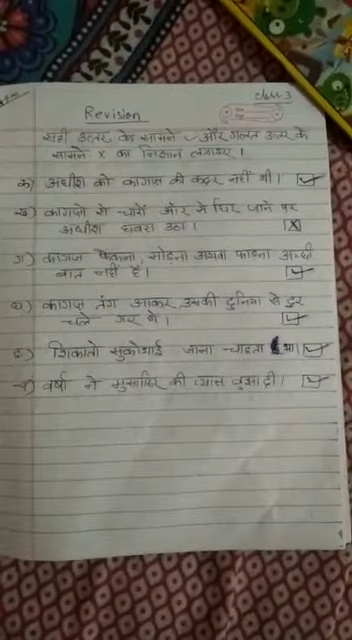 class-3
Revision
सही उत्तर के सामने ✓ और गलत उत्तर के
सामने x का निशान लगाइए।
क) अधीश को कागज़ की कदर नहीं थी। ✓
ख) कागज़ो से चारों ओर से घिर जाने पर
अधीश घबरा उठा। x
ग) कागज़ फेंकना, मोड़ना अथवा फाड़ना अच्छी
बात नहीं है। ✓
घ) कागज़ तंग आकर उसकी दुनिया से दूर
चले गए थे। ✓
ङ) शिकातो सुकोथाई जाना चाहता था। ✓
च) वर्षा ने मुसाफिर की प्यास बुझा दी। ✓